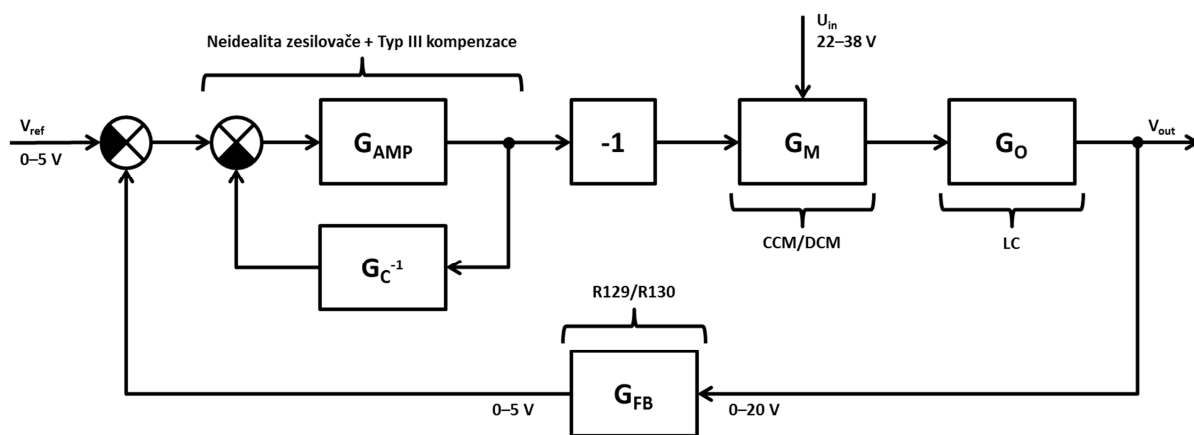 U_in
22–38 V
Neidealita zesilovače + Typ III kompenzace
V_ref
0–5 V
G_AMP
-1
G_M
G_O
V_out
G_C^-1
CCM/DCM
LC
R129/R130
G_FB
0–5 V
0–20 V